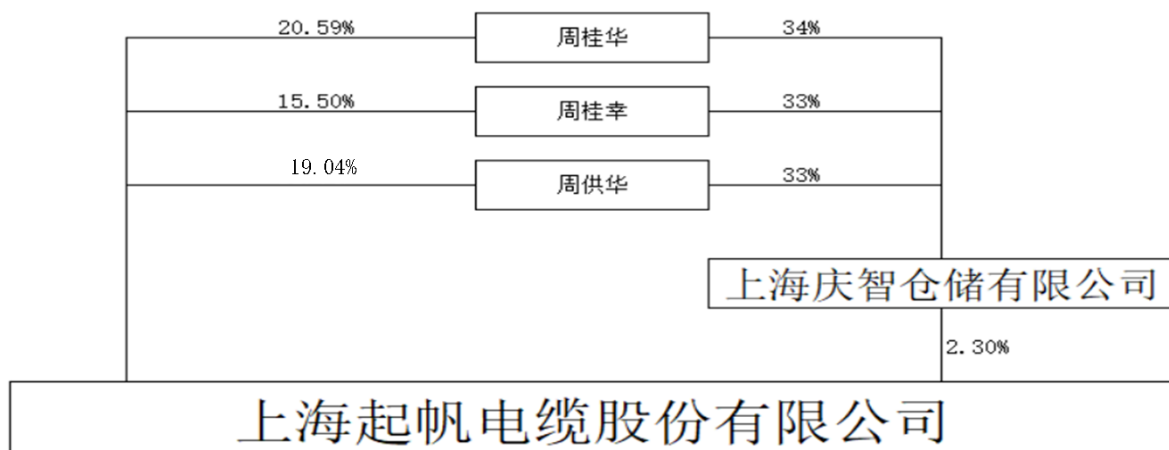 20.59% 周桂华 34%
15.50% 周桂幸 33%
19.04% 周供华 33%
上海庆智仓储有限公司
2.30%
上海起帆电缆股份有限公司